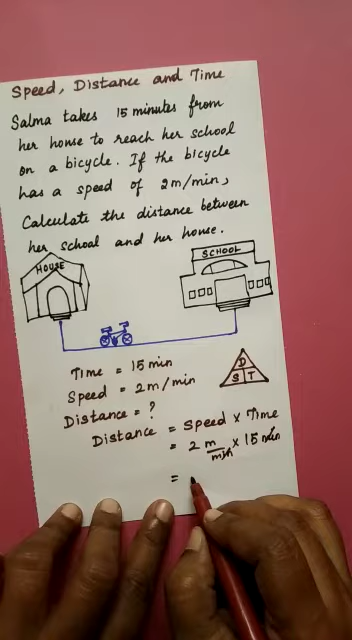 Speed, Distance and Time
Salma takes 15 minutes from
her house to reach her school
on a bicycle. If the bicycle
has a speed of 2m/min,
Calculate the distance between
her school and her house.
HOUSE
SCHOOL
Time = 15 min
Speed = 2 m/min
Distance = ?
D
S T
Distance = Speed × Time
= 2 m/min × 15 min
=